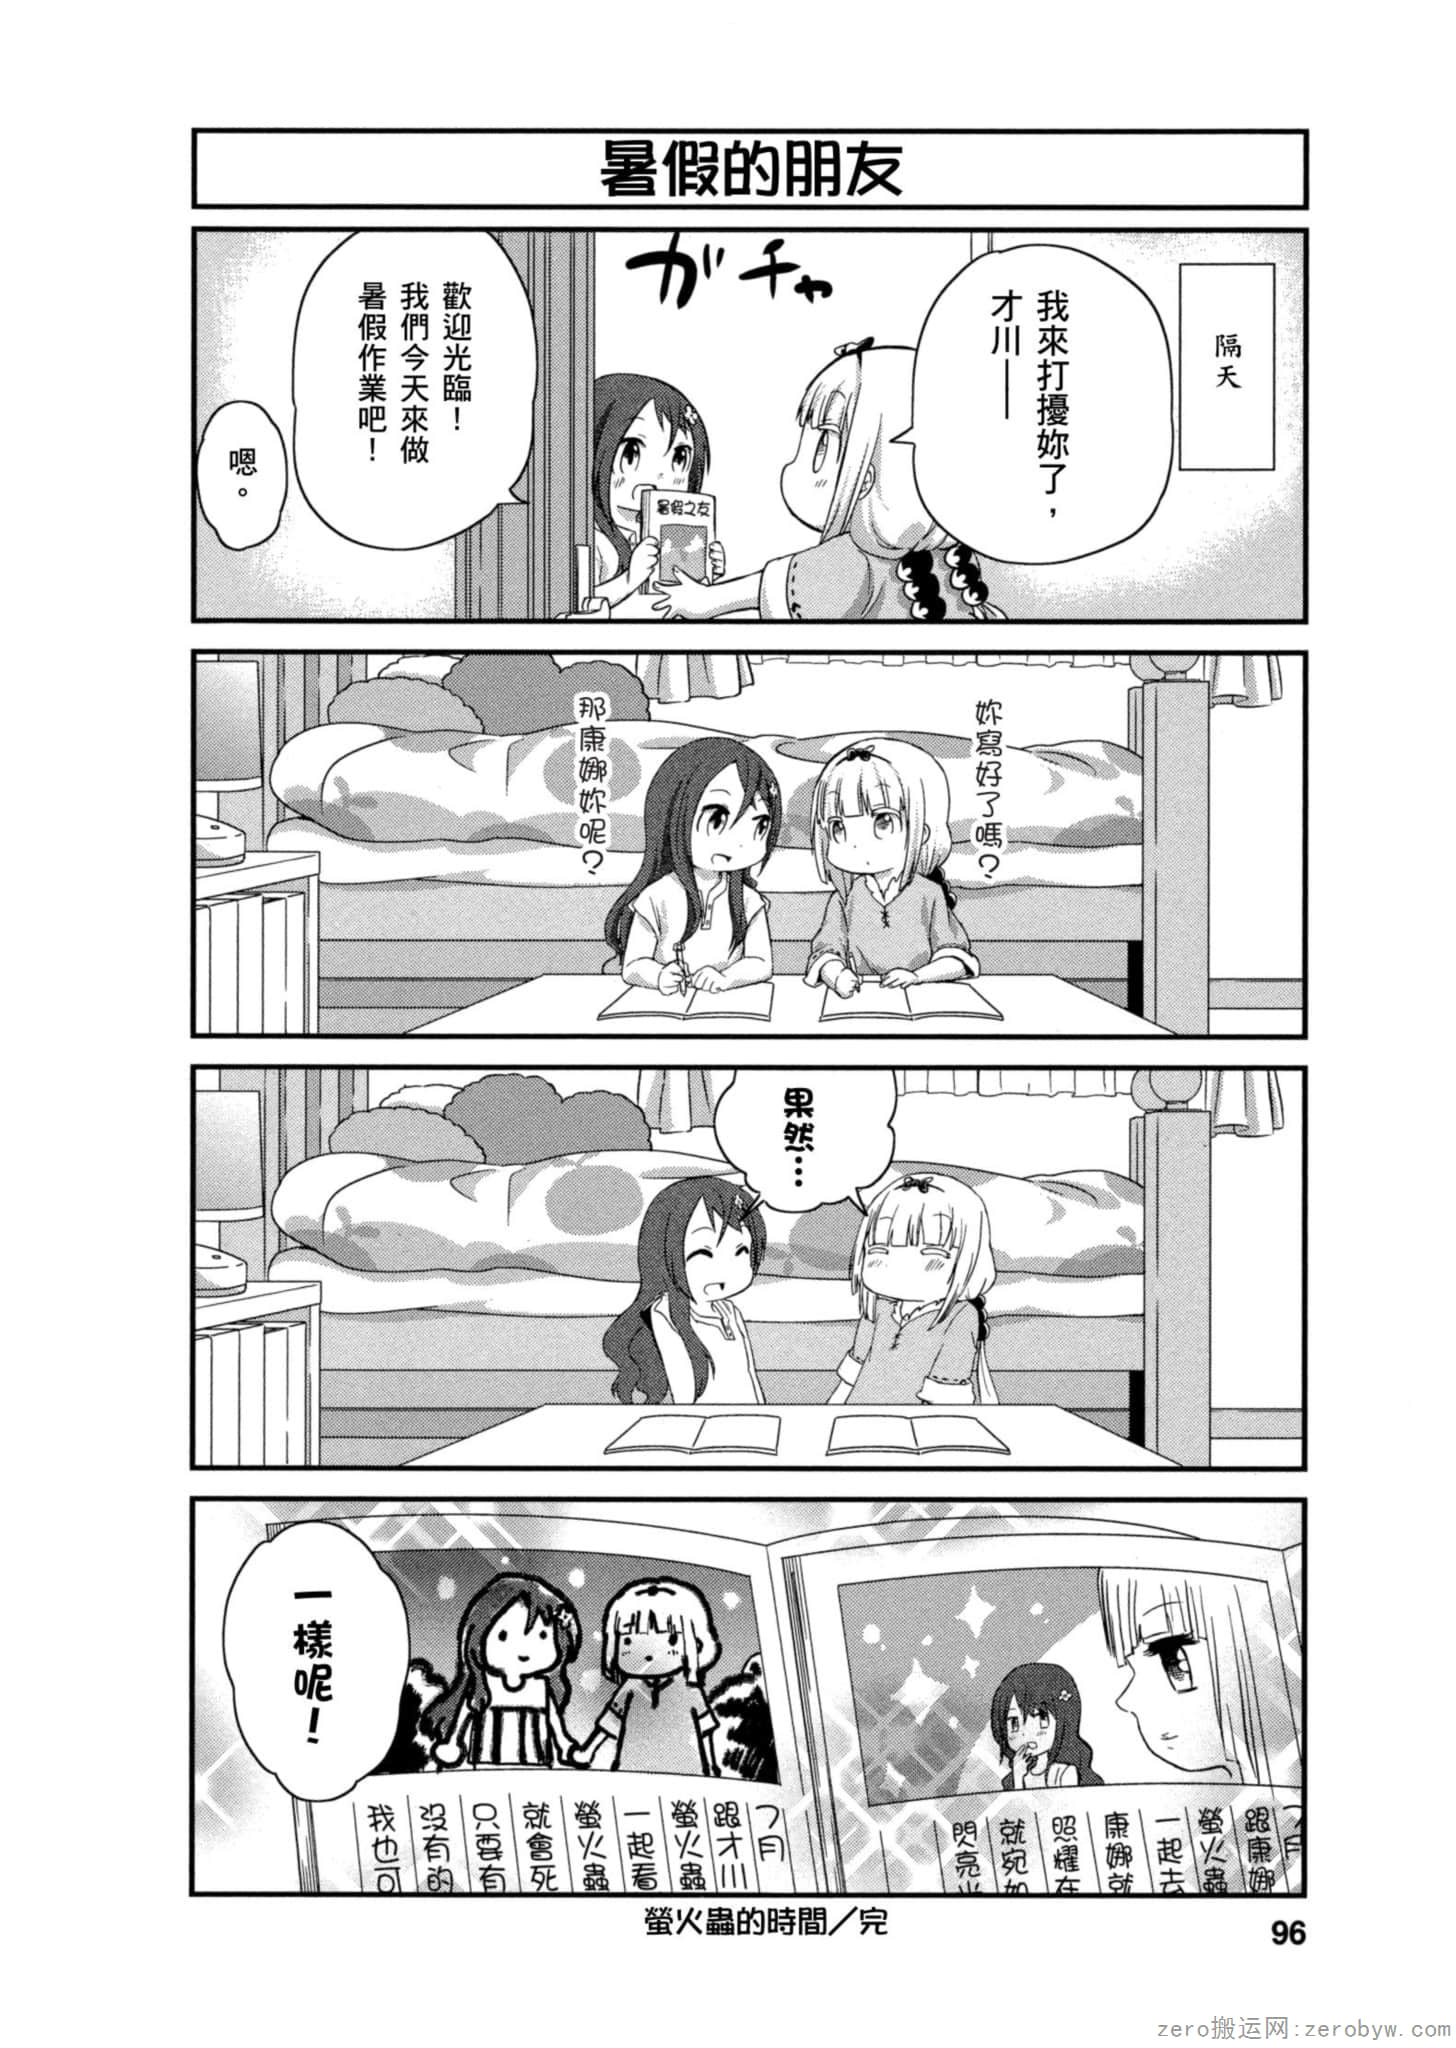 暑假的朋友
隔天
我來打擾妳了，
才川——
ガチャ
暑假之友
歡迎光臨！
我們今天來做
暑假作業吧！
嗯。
妳寫好了嗎？
那康娜妳呢？
果然…
7月
跟康娜
螢火蟲
一起去
康娜就
照耀在
就宛如
閃亮
7月
跟才川
螢火蟲
一起看
螢火蟲
就會死
只要有
沒有的
我也可
一樣呢！
螢火蟲的時間／完
96
zero搬运网:zerobyw.com